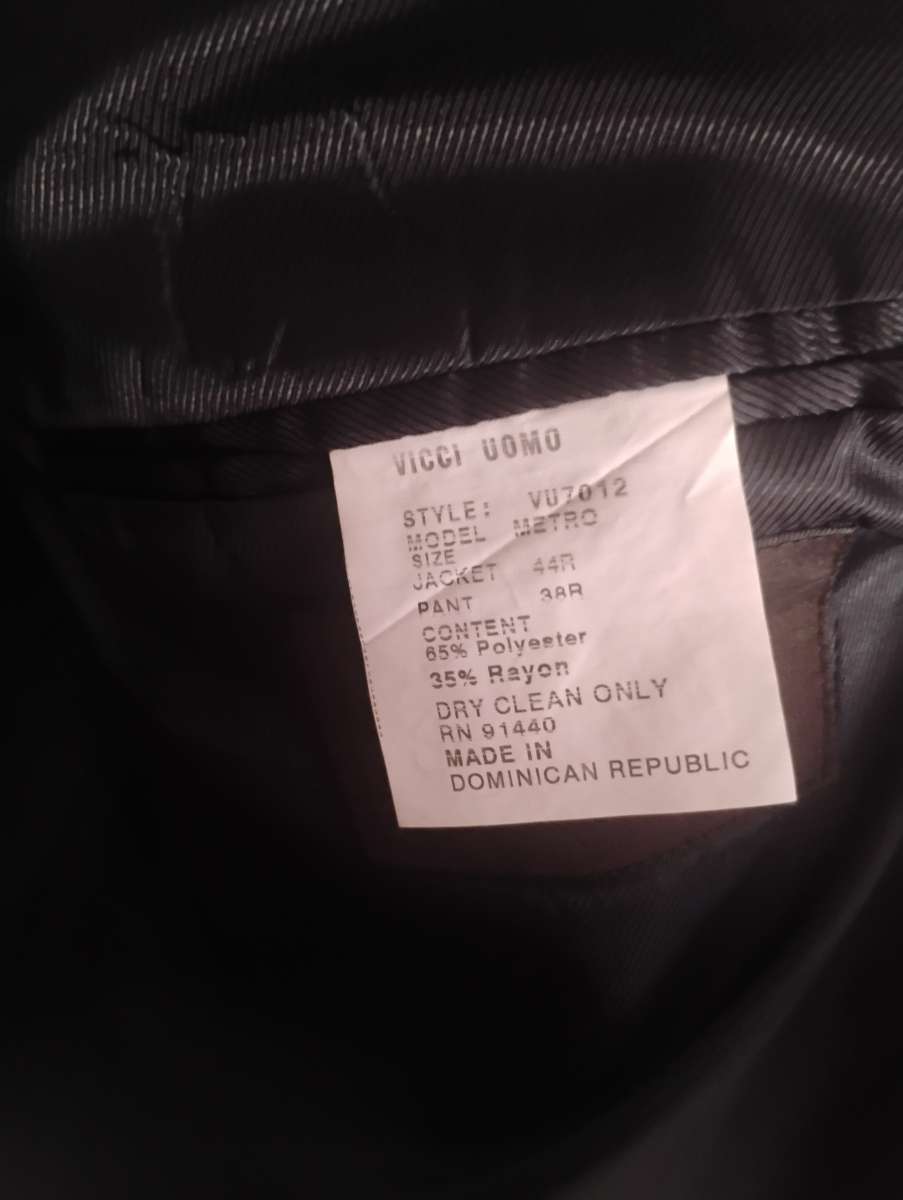 VICCI UOMO
STYLE: VU7012
MODEL METRO
SIZE
JACKET 44R
PANT 38R
CONTENT
65% Polyester
35% Rayon
DRY CLEAN ONLY
RN 91440
MADE IN
DOMINICAN REPUBLIC